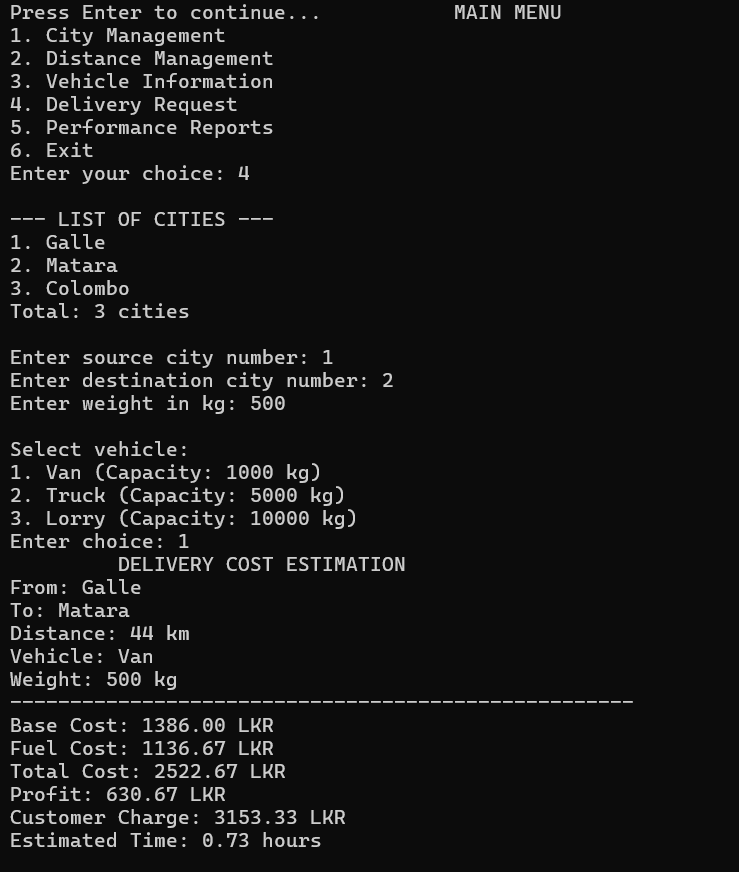 Press Enter to continue...           MAIN MENU
1. City Management
2. Distance Management
3. Vehicle Information
4. Delivery Request
5. Performance Reports
6. Exit
Enter your choice: 4
--- LIST OF CITIES ---
1. Galle
2. Matara
3. Colombo
Total: 3 cities
Enter source city number: 1
Enter destination city number: 2
Enter weight in kg: 500
Select vehicle:
1. Van (Capacity: 1000 kg)
2. Truck (Capacity: 5000 kg)
3. Lorry (Capacity: 10000 kg)
Enter choice: 1
         DELIVERY COST ESTIMATION
From: Galle
To: Matara
Distance: 44 km
Vehicle: Van
Weight: 500 kg
----------------------------------------------------
Base Cost: 1386.00 LKR
Fuel Cost: 1136.67 LKR
Total Cost: 2522.67 LKR
Profit: 630.67 LKR
Customer Charge: 3153.33 LKR
Estimated Time: 0.73 hours